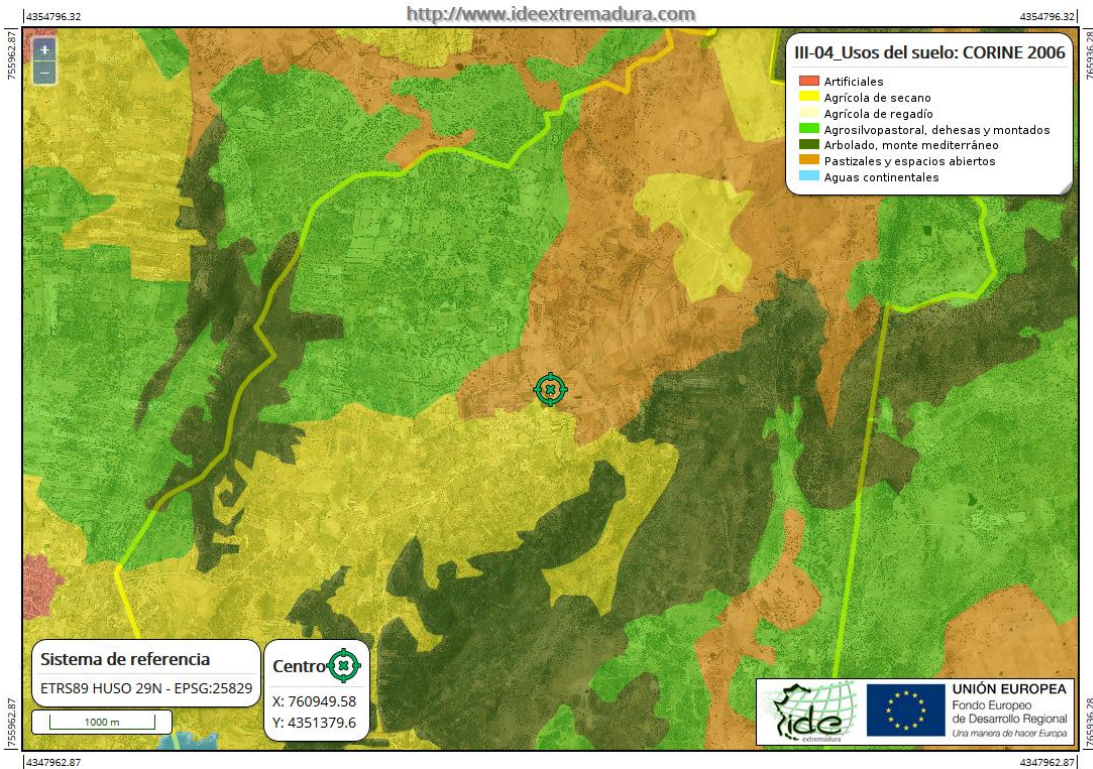 http://www.ideextremadura.com
4354796.32
4354796.32
755962.87
755936.28
+
−
III-04_Usos del suelo: CORINE 2006
Artificiales
Agrícola de secano
Agrícola de regadío
Agrosilvopastoral, dehesas y montados
Arbolado, monte mediterráneo
Pastizales y espacios abiertos
Aguas continentales
Sistema de referencia
ETRS89 HUSO 29N - EPSG:25829
1000 m
Centro
X: 760949.58
Y: 4351379.6
ide
extremadura
UNIÓN EUROPEA
Fondo Europeo
de Desarrollo Regional
Una manera de hacer Europa
755962.87
755936.28
4347962.87
4347962.87